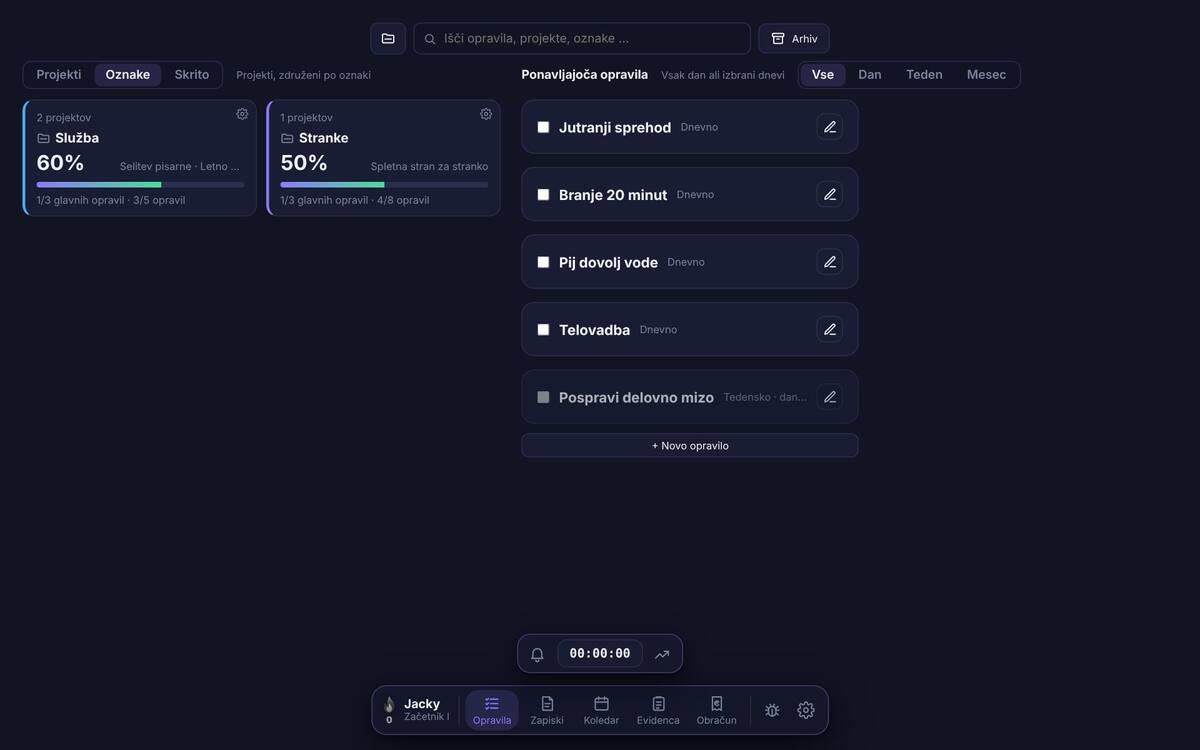 Išči opravila, projekte, oznake ...
Arhiv
Projekti
Oznake
Skrito
Projekti, združeni po oznaki
2 projektov
Služba
60%
Selitev pisarne · Letno ...
1/3 glavnih opravil · 3/5 opravil
1 projektov
Stranke
50%
Spletna stran za stranko
1/3 glavnih opravil · 4/8 opravil
Ponavljajoča opravila
Vsak dan ali izbrani dnevi
Vse
Dan
Teden
Mesec
Jutranji sprehod Dnevno
Branje 20 minut Dnevno
Pij dovolj vode Dnevno
Telovadba Dnevno
Pospravi delovno mizo Tedensko · dan...
+ Novo opravilo
00:00:00
0
Jacky
Začetnik I
Opravila
Zapiski
Koledar
Evidenca
Obračun